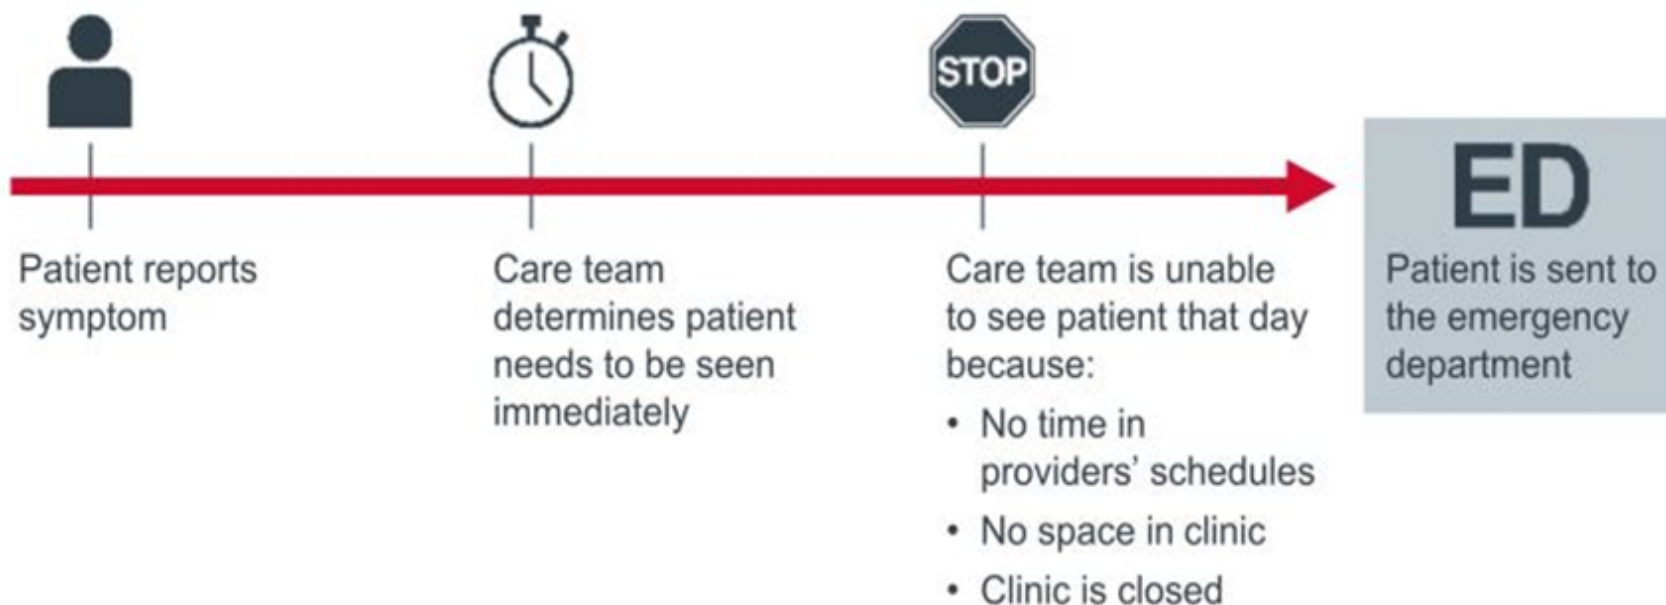 STOP
ED
Patient reports
symptom
Care team
determines patient
needs to be seen
immediately
Care team is unable
to see patient that day
because:
• No time in
providers’ schedules
• No space in clinic
• Clinic is closed
Patient is sent to
the emergency
department